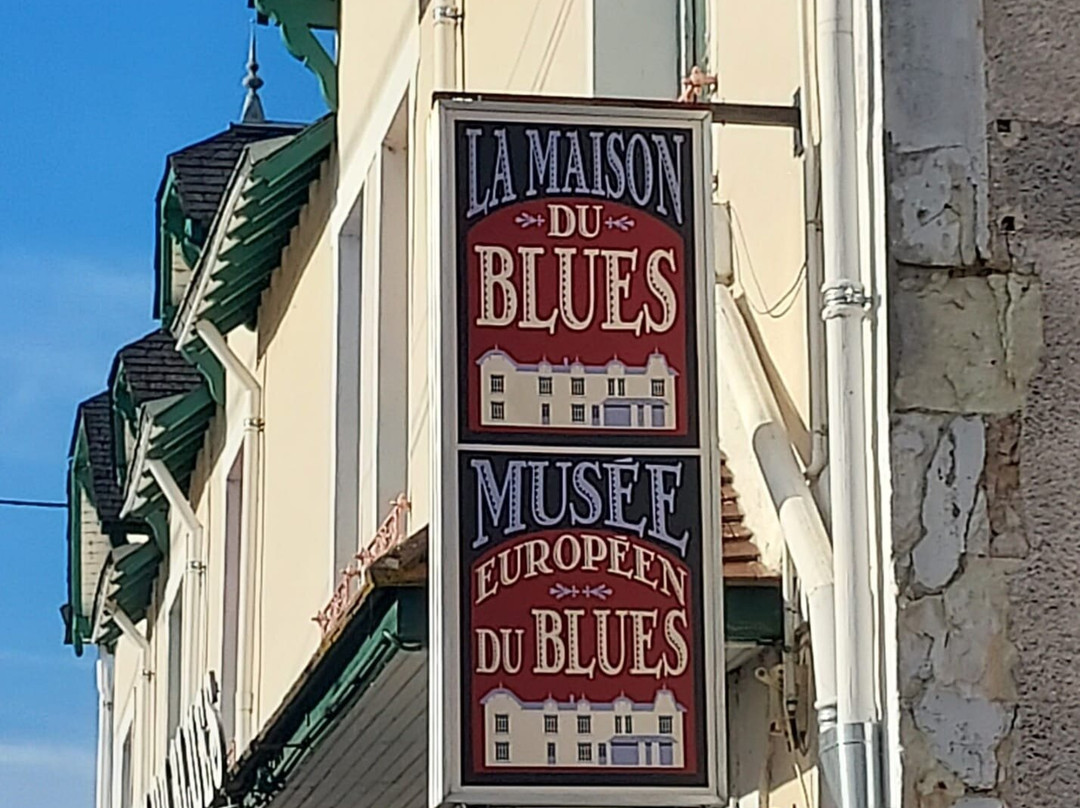 LA MAISON
DU
BLUES
MUSÉE
EUROPÉEN
DU BLUES